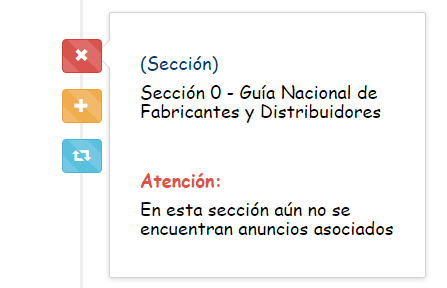 (Sección)
Sección 0 - Guía Nacional de
Fabricantes y Distribuidores
Atención:
En esta sección aún no se
encuentran anuncios asociados